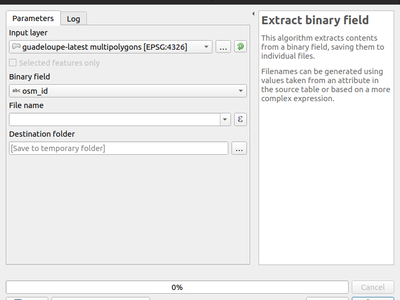 Parameters
Log
Input layer
guadeloupe-latest multipolygons [EPSG:4326]
...
Selected features only
Binary field
abc osm_id
File name
ε
Destination folder
[Save to temporary folder]
...
Extract binary field
This algorithm extracts contents
from a binary field, saving them to
individual files.
Filenames can be generated using
values taken from an attribute in
the source table or based on a more
complex expression.
0%
Cancel